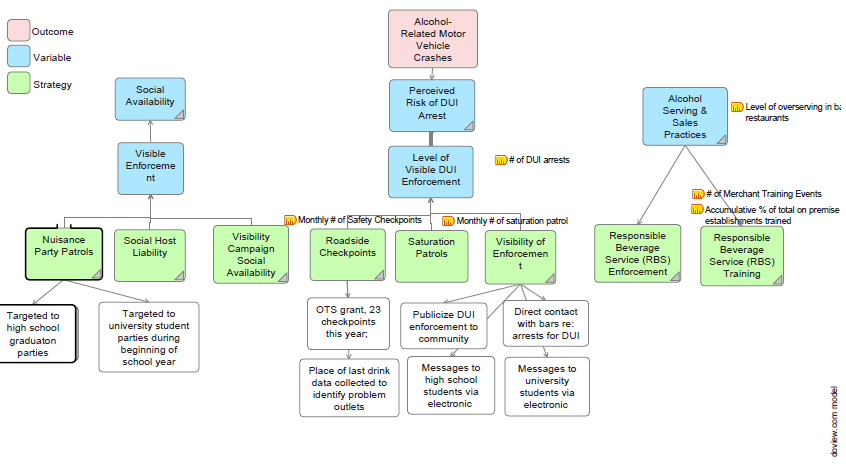 Outcome
Variable
Strategy
Alcohol-
Related Motor
Vehicle
Crashes
Social
Availability
Perceived
Risk of DUI
Arrest
Alcohol
Serving &
Sales
Practices
Level of overserving in ba
restaurants
Visible
Enforceme
nt
Level of
Visible DUI
Enforcement
# of DUI arrests
# of Merchant Training Events
Accumulative % of total on premise
establishments trained
Monthly # of Safety Checkpoints
Monthly # of saturation patrol
Nuisance
Party Patrols
Social Host
Liability
Visibility
Campaign
Social
Availability
Roadside
Checkpoints
Saturation
Patrols
Visibility of
Enforcemen
t
Responsible
Beverage
Service (RBS)
Enforcement
Responsible
Beverage
Service (RBS)
Training
Targeted to
high school
graduaton
parties
Targeted to
university student
parties during
beginning of
school year
OTS grant, 23
checkpoints
this year;
Publicize DUI
enforcement to
community
Direct contact
with bars re:
arrests for DUI
Place of last drink
data collected to
identify problem
outlets
Messages to
high school
students via
electronic
Messages to
university
students via
electronic
doview.com model